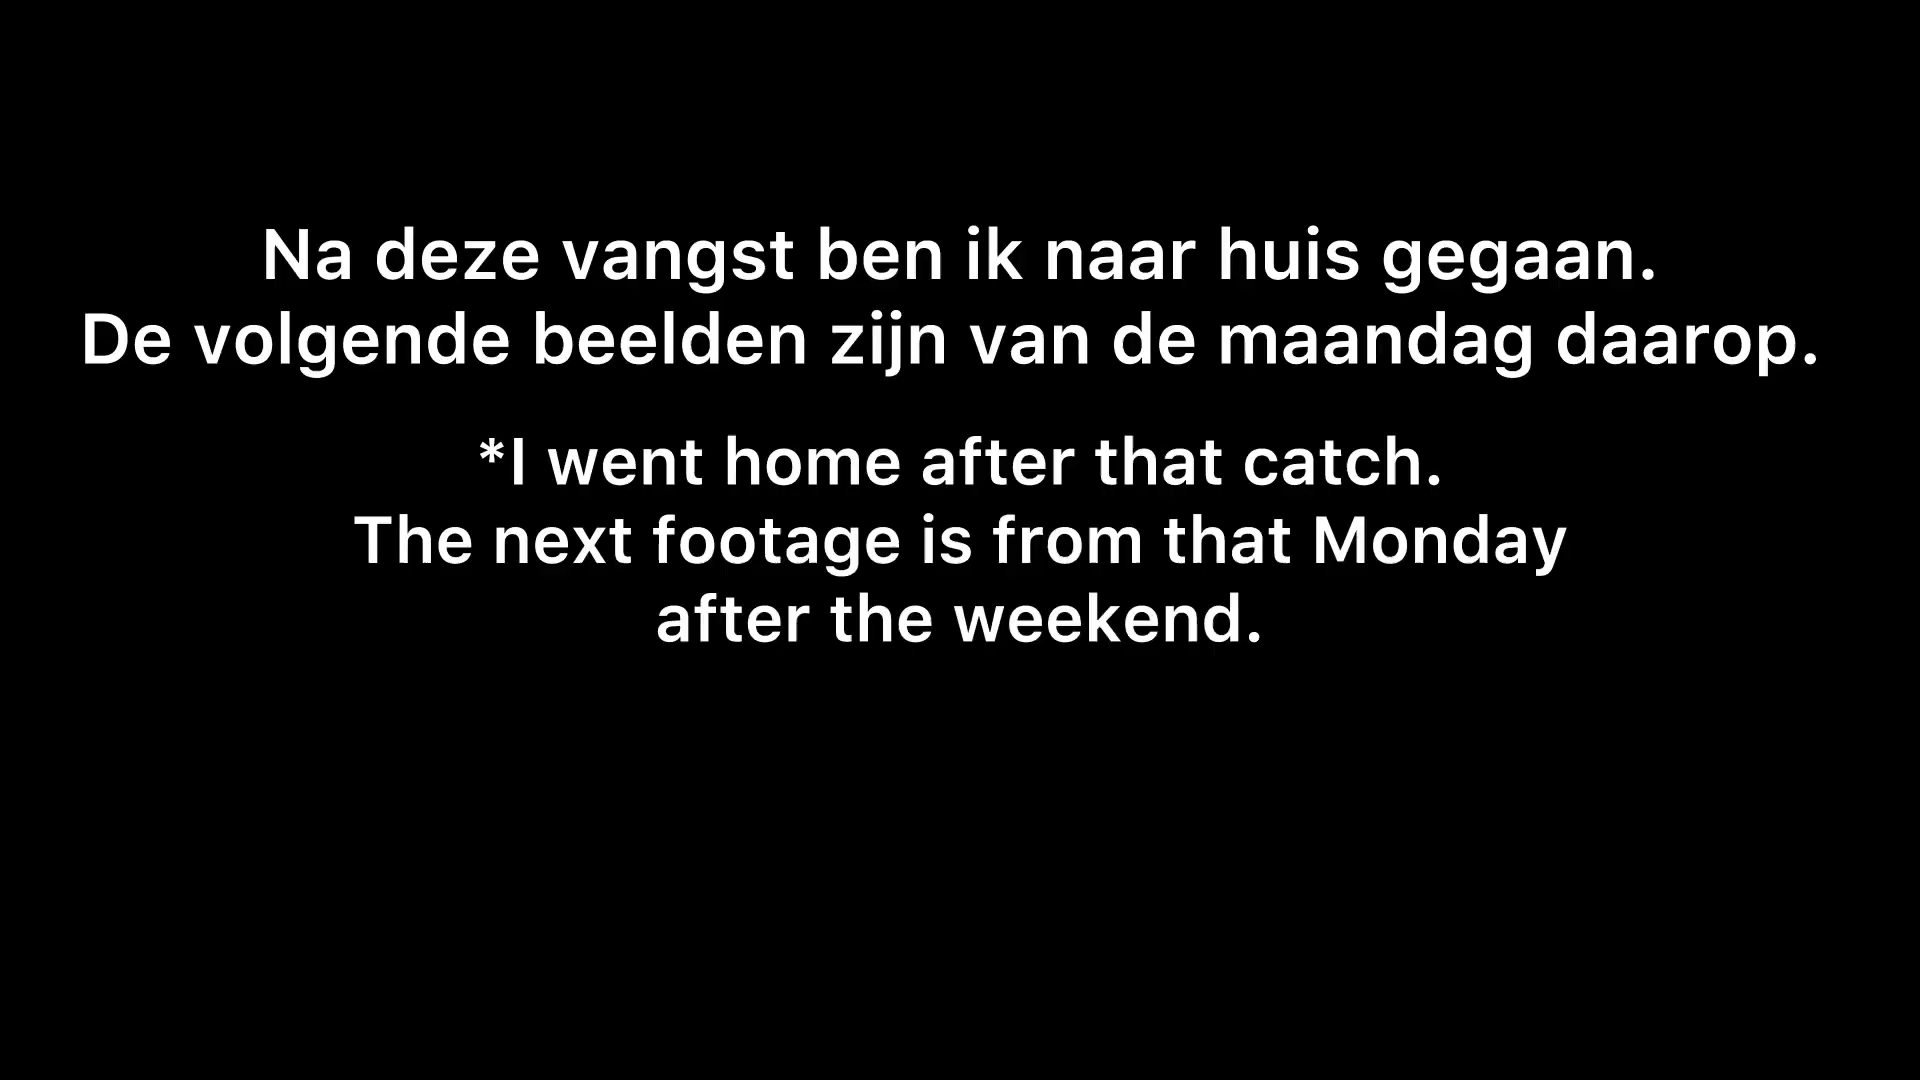 Na deze vangst ben ik naar huis gegaan.
De volgende beelden zijn van de maandag daarop.
*I went home after that catch.
The next footage is from that Monday
after the weekend.